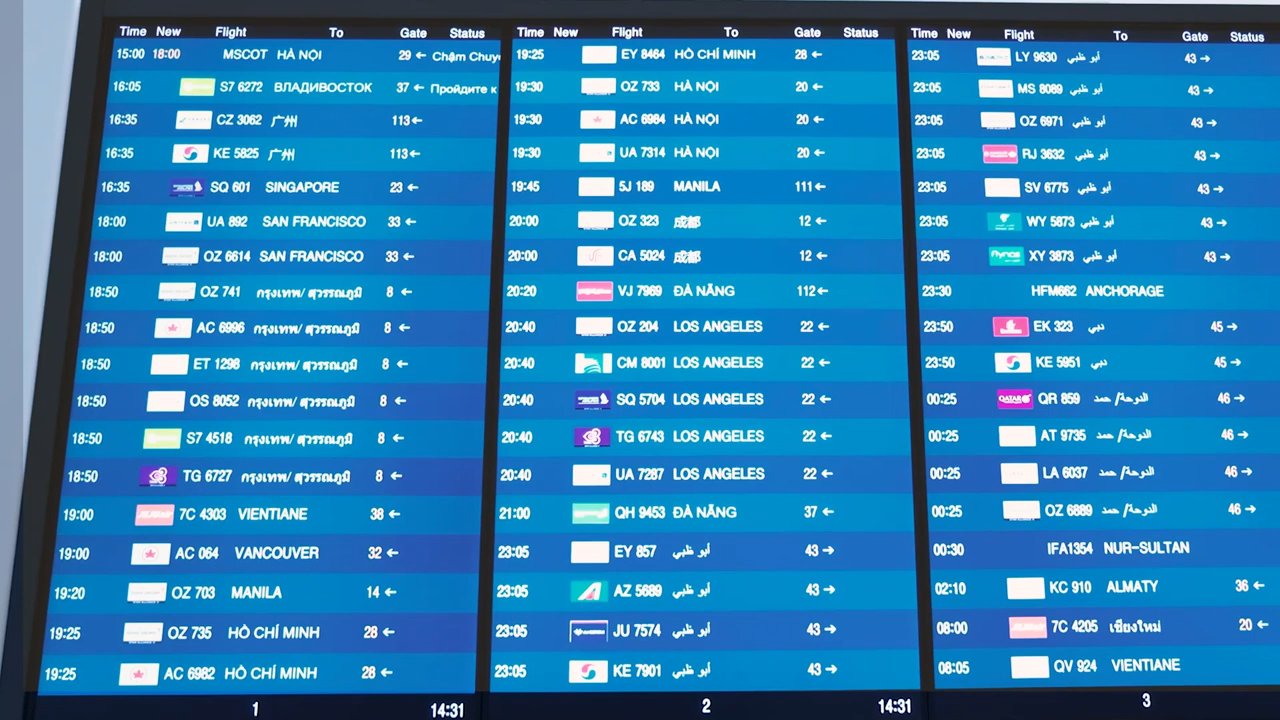 Time New Flight To Gate Status
15:00 18:00 MSCOT HÀ NỘI 29 ← Chậm Chuyế
16:05 S7 6272 ВЛАДИВОСТОК 37 ← Пройдите к
16:35 CZ 3062 广州 113←
16:35 KE 5825 广州 113←
16:35 SQ 601 SINGAPORE 23 ←
18:00 UA 892 SAN FRANCISCO 33 ←
18:00 OZ 6614 SAN FRANCISCO 33 ←
18:50 OZ 741 กรุงเทพ/ สุวรรณภูมิ 8 ←
18:50 AC 6996 กรุงเทพ/ สุวรรณภูมิ 8 ←
18:50 ET 1298 กรุงเทพ/ สุวรรณภูมิ 8 ←
18:50 OS 8052 กรุงเทพ/ สุวรรณภูมิ 8 ←
18:50 S7 4518 กรุงเทพ/ สุวรรณภูมิ 8 ←
18:50 TG 6727 กรุงเทพ/ สุวรรณภูมิ 8 ←
19:00 7C 4303 VIENTIANE 38 ←
19:00 AC 064 VANCOUVER 32 ←
19:20 OZ 703 MANILA 14 ←
19:25 OZ 735 HỒ CHÍ MINH 28 ←
19:25 AC 6982 HỒ CHÍ MINH 28 ←
1 14:31
Time New Flight To Gate Status
19:25 EY 8464 HỒ CHÍ MINH 28 ←
19:30 OZ 733 HÀ NỘI 20 ←
19:30 AC 6984 HÀ NỘI 20 ←
19:30 UA 7314 HÀ NỘI 20 ←
19:45 5J 189 MANILA 111←
20:00 OZ 323 成都 12 ←
20:00 CA 5024 成都 12 ←
20:20 VJ 7969 ĐÀ NẴNG 112←
20:40 OZ 204 LOS ANGELES 22 ←
20:40 CM 8001 LOS ANGELES 22 ←
20:40 SQ 5704 LOS ANGELES 22 ←
20:40 TG 6743 LOS ANGELES 22 ←
20:40 UA 7287 LOS ANGELES 22 ←
21:00 QH 9453 ĐÀ NẴNG 37 ←
23:05 EY 857 أبو ظبي 43 →
23:05 AZ 5689 أبو ظبي 43 →
23:05 JU 7574 أبو ظبي 43 →
23:05 KE 7901 أبو ظبي 43 →
2 14:31
Time New Flight To Gate Status
23:05 LY 9630 أبو ظبي 43 →
23:05 MS 8089 أبو ظبي 43 →
23:05 OZ 6971 أبو ظبي 43 →
23:05 RJ 3632 أبو ظبي 43 →
23:05 SV 6775 أبو ظبي 43 →
23:05 WY 5873 أبو ظبي 43 →
23:05 flynas XY 3873 أبو ظبي 43 →
23:30 HFM662 ANCHORAGE
23:50 EK 323 دبي 45 →
23:50 KE 5951 دبي 45 →
00:25 QATAR QR 859 الدوحة/ حمد 46 →
00:25 AT 9735 الدوحة/ حمد 46 →
00:25 LA 6037 الدوحة/ حمد 46 →
00:25 OZ 6889 الدوحة/ حمد 46 →
00:30 IFA1354 NUR-SULTAN
02:10 KC 910 ALMATY 36 ←
08:00 7C 4205 เชียงใหม่ 20 ←
08:05 QV 924 VIENTIANE
3